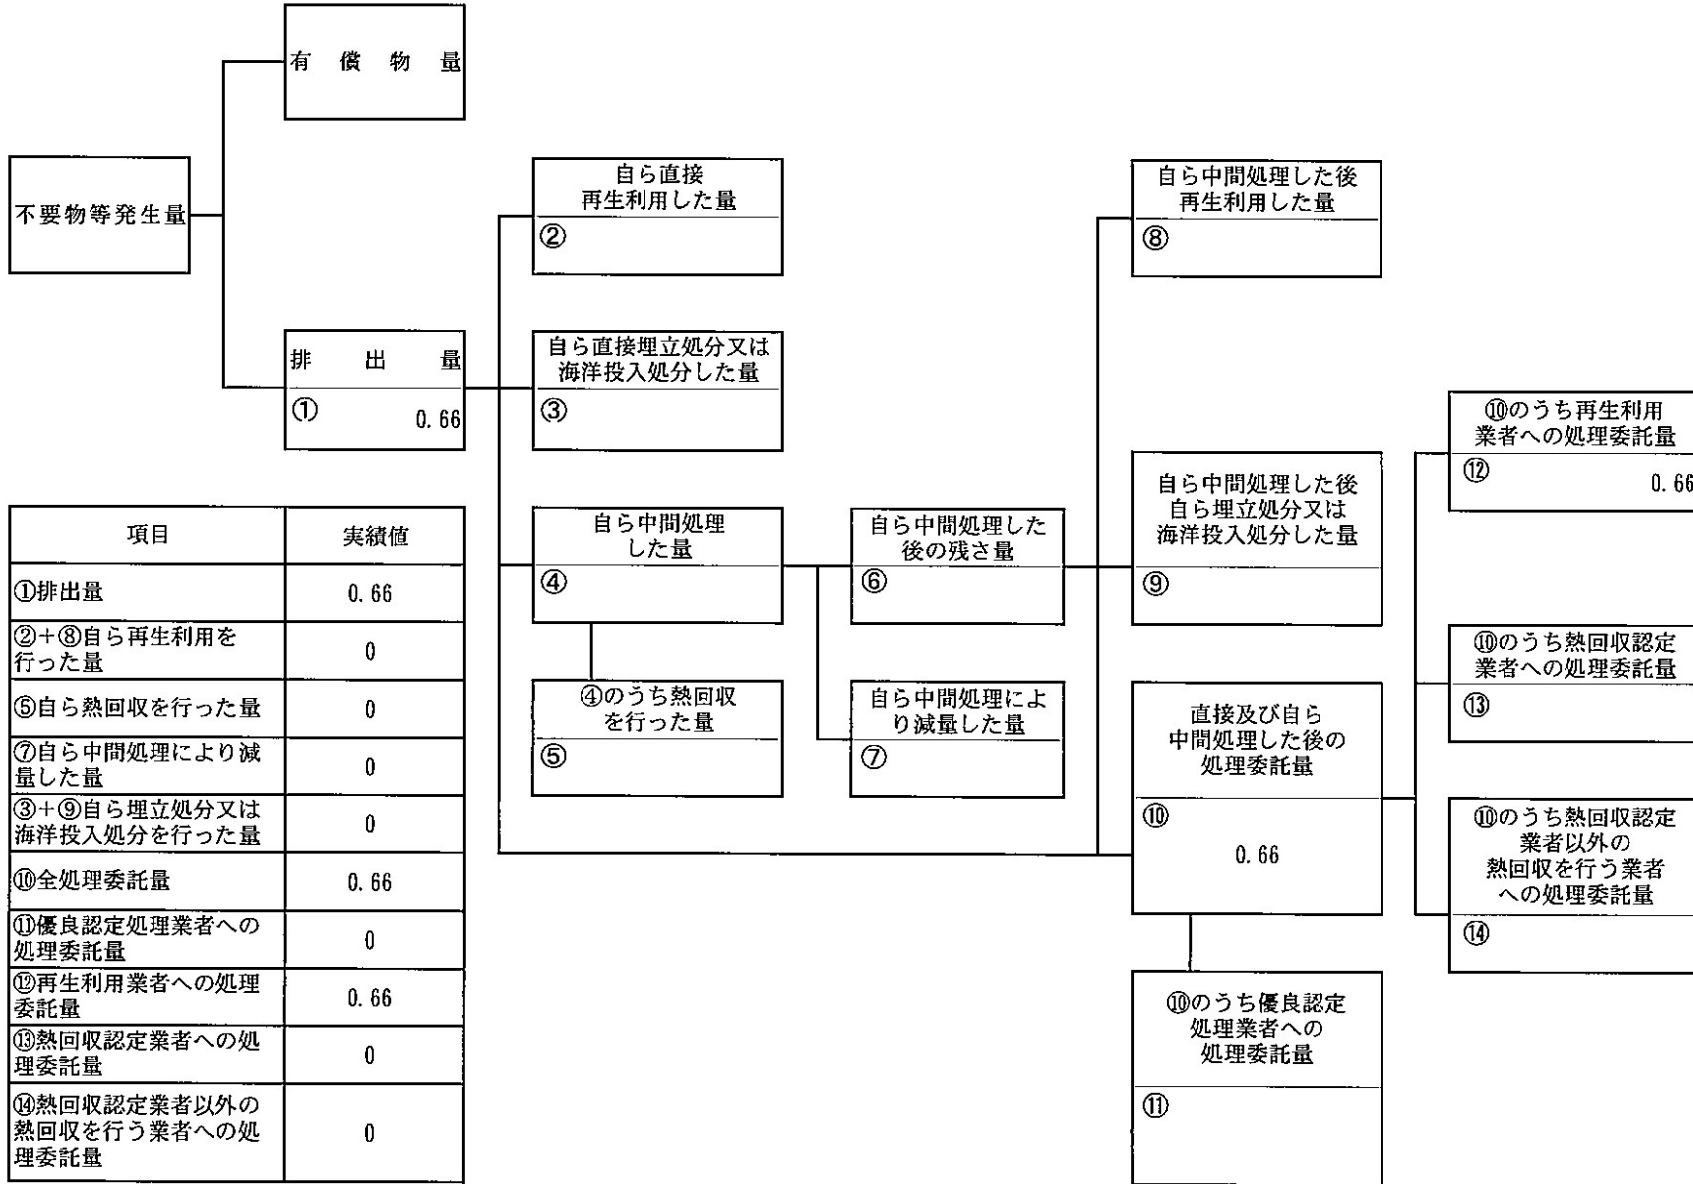 有償物量
不要物等発生量
排出量
①
0.66
自ら直接
再生利用した量
②
自ら直接埋立処分又は
海洋投入処分した量
③
自ら中間処理
した量
④
④のうち熱回収
を行った量
⑤
自ら中間処理した
後の残さ量
⑥
自ら中間処理によ
り減量した量
⑦
自ら中間処理した後
再生利用した量
⑧
自ら中間処理した後
自ら埋立処分又は
海洋投入処分した量
⑨
直接及び自ら
中間処理した後の
処理委託量
⑩
0.66
⑩のうち優良認定
処理業者への
処理委託量
⑪
⑩のうち再生利用
業者への処理委託量
⑫
0.66
⑩のうち熱回収認定
業者への処理委託量
⑬
⑩のうち熱回収認定
業者以外の
熱回収を行う業者
への処理委託量
⑭
項目 実績値
①排出量 0.66
②+⑧自ら再生利用を
行った量 0
⑤自ら熱回収を行った量 0
⑦自ら中間処理により減
量した量 0
③+⑨自ら埋立処分又は
海洋投入処分を行った量 0
⑩全処理委託量 0.66
⑪優良認定処理業者への
処理委託量 0
⑫再生利用業者への処理
委託量 0.66
⑬熱回収認定業者への処
理委託量 0
⑭熱回収認定業者以外の
熱回収を行う業者への処
理委託量 0